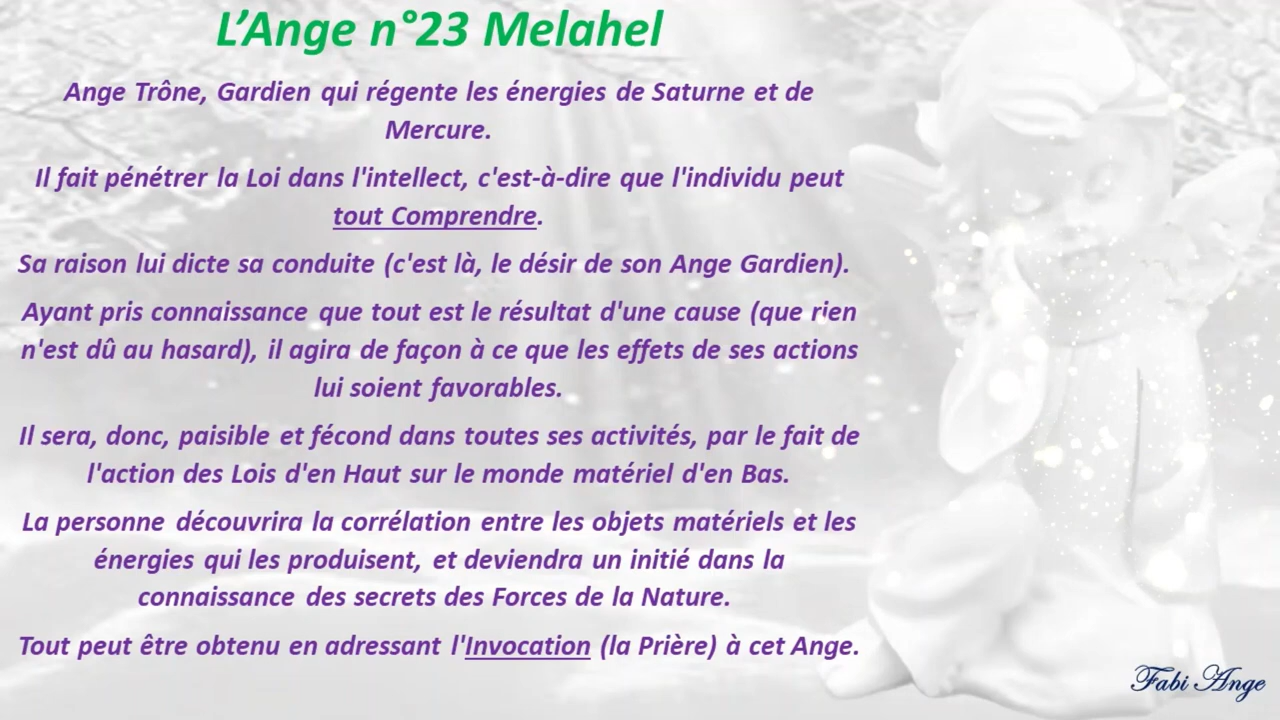 L’Ange n°23 Melahel
Ange Trône, Gardien qui régente les énergies de Saturne et de
Mercure.
Il fait pénétrer la Loi dans l'intellect, c'est-à-dire que l'individu peut
tout Comprendre.
Sa raison lui dicte sa conduite (c'est là, le désir de son Ange Gardien).
Ayant pris connaissance que tout est le résultat d'une cause (que rien
n'est dû au hasard), il agira de façon à ce que les effets de ses actions
lui soient favorables.
Il sera, donc, paisible et fécond dans toutes ses activités, par le fait de
l'action des Lois d'en Haut sur le monde matériel d'en Bas.
La personne découvrira la corrélation entre les objets matériels et les
énergies qui les produisent, et deviendra un initié dans la
connaissance des secrets des Forces de la Nature.
Tout peut être obtenu en adressant l'Invocation (la Prière) à cet Ange.
Fabi Ange